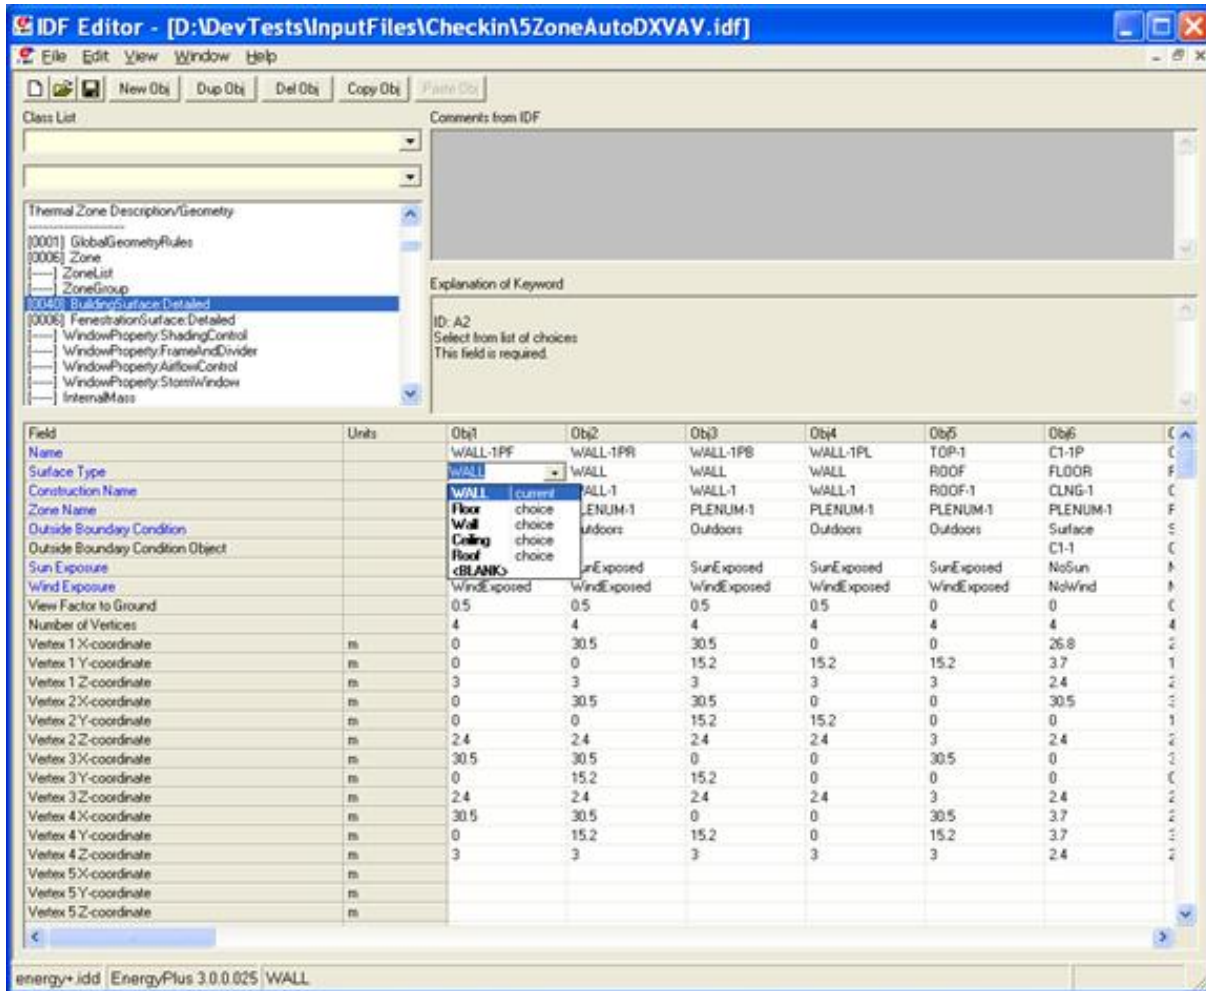 IDF Editor - [D:\DevTests\InputFiles\Checkin\5ZoneAutoDXVAV.idf]
File Edit View Window Help
New Obj Dup Obj Del Obj Copy Obj Paste Obj
Class List Comments from IDF
Thermal Zone Description/Geometry
--------------------
[0001] GlobalGeometryRules
[0006] Zone
[------] ZoneList
[------] ZoneGroup
[0040] BuildingSurface:Detailed
[0006] FenestrationSurface:Detailed
[------] WindowProperty:ShadingControl
[------] WindowProperty:FrameAndDivider
[------] WindowProperty:AirflowControl
[------] WindowProperty:StormWindow
[------] InternalMass
Explanation of Keyword
ID: A2
Select from list of choices
This field is required.
Field Units Obj1 Obj2 Obj3 Obj4 Obj5 Obj6
Name WALL-1PF WALL-1PR WALL-1PB WALL-1PL TOP-1 C1-1P
Surface Type WALL WALL WALL WALL ROOF FLOOR
Construction Name WALL-1 WALL-1 WALL-1 ROOF-1 CLNG-1
Zone Name PLENUM-1 PLENUM-1 PLENUM-1 PLENUM-1 PLENUM-1
Outside Boundary Condition Outdoors Outdoors Outdoors Outdoors Surface
Outside Boundary Condition Object C1-1
Sun Exposure SunExposed SunExposed SunExposed SunExposed NoSun
Wind Exposure WindExposed WindExposed WindExposed WindExposed WindExposed NoWind
WALL current
Floor choice
Wall choice
Ceiling choice
Roof choice
<BLANK>
View Factor to Ground 0.5 0.5 0.5 0.5 0 0
Number of Vertices 4 4 4 4 4 4
Vertex 1 X-coordinate m 0 30.5 30.5 0 0 26.8
Vertex 1 Y-coordinate m 0 0 15.2 15.2 15.2 3.7
Vertex 1 Z-coordinate m 3 3 3 3 3 2.4
Vertex 2 X-coordinate m 0 30.5 30.5 0 0 30.5
Vertex 2 Y-coordinate m 0 0 15.2 15.2 0 0
Vertex 2 Z-coordinate m 2.4 2.4 2.4 2.4 3 2.4
Vertex 3 X-coordinate m 30.5 30.5 0 0 30.5 0
Vertex 3 Y-coordinate m 0 15.2 15.2 0 0 0
Vertex 3 Z-coordinate m 2.4 2.4 2.4 2.4 3 2.4
Vertex 4 X-coordinate m 30.5 30.5 0 0 30.5 3.7
Vertex 4 Y-coordinate m 0 15.2 15.2 0 15.2 3.7
Vertex 4 Z-coordinate m 3 3 3 3 3 2.4
Vertex 5 X-coordinate m
Vertex 5 Y-coordinate m
Vertex 5 Z-coordinate m
energy+.idd EnergyPlus 3.0.0.025 WALL